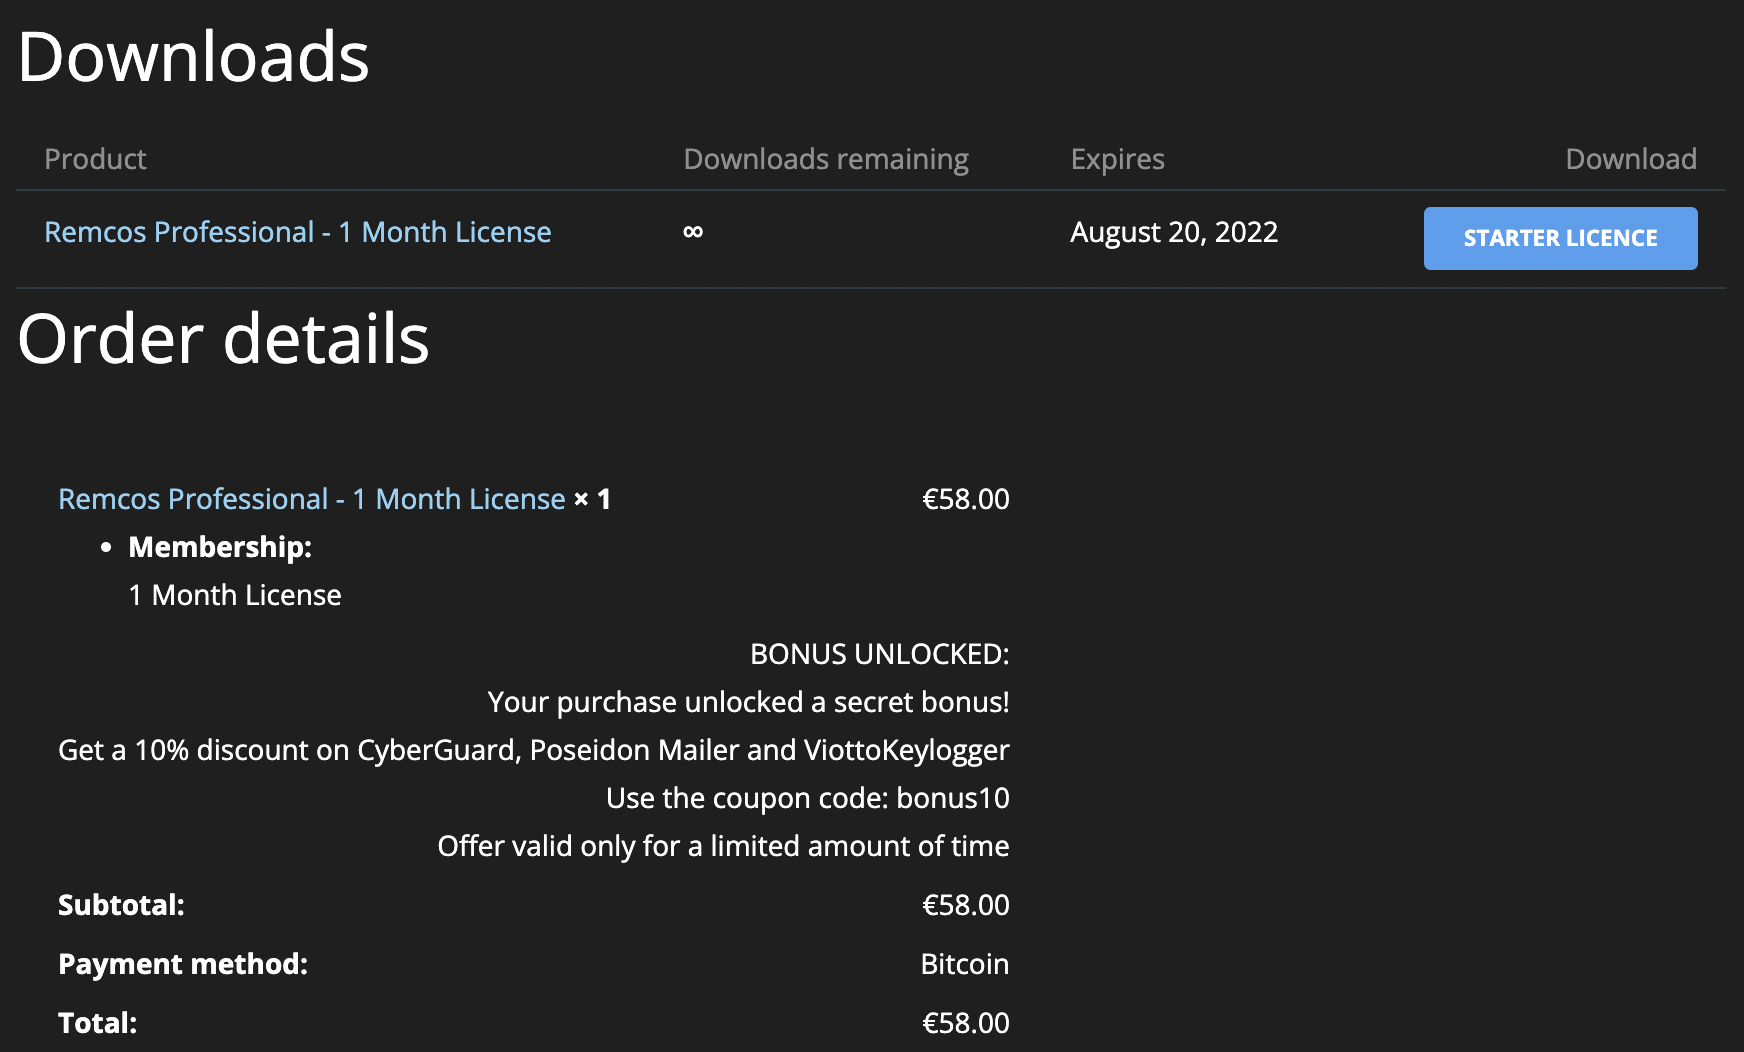 Downloads
Product Downloads remaining Expires Download
Remcos Professional - 1 Month License ∞ August 20, 2022 STARTER LICENCE
Order details
Remcos Professional - 1 Month License × 1 €58.00
• Membership:
1 Month License
BONUS UNLOCKED:
Your purchase unlocked a secret bonus!
Get a 10% discount on CyberGuard, Poseidon Mailer and ViottoKeylogger
Use the coupon code: bonus10
Offer valid only for a limited amount of time
Subtotal: €58.00
Payment method: Bitcoin
Total: €58.00